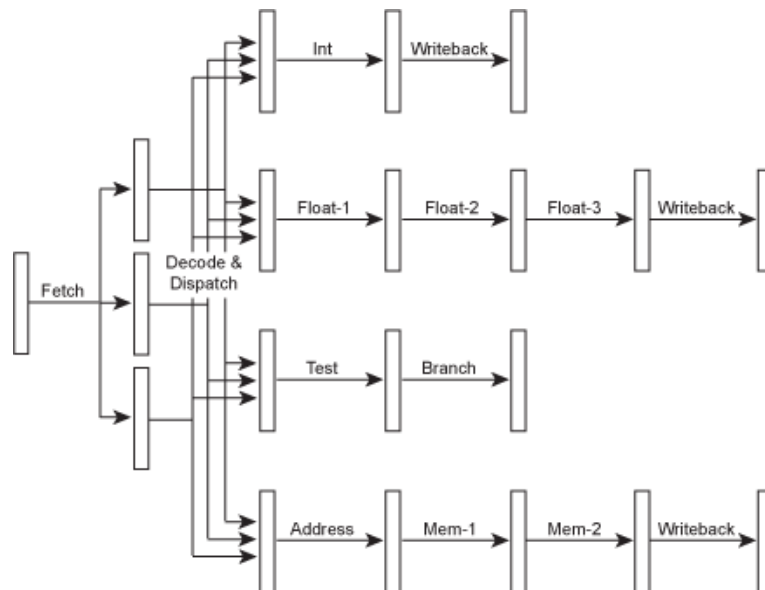 Int
Writeback
Float-1
Float-2
Float-3
Writeback
Decode &
Dispatch
Fetch
Test
Branch
Address
Mem-1
Mem-2
Writeback